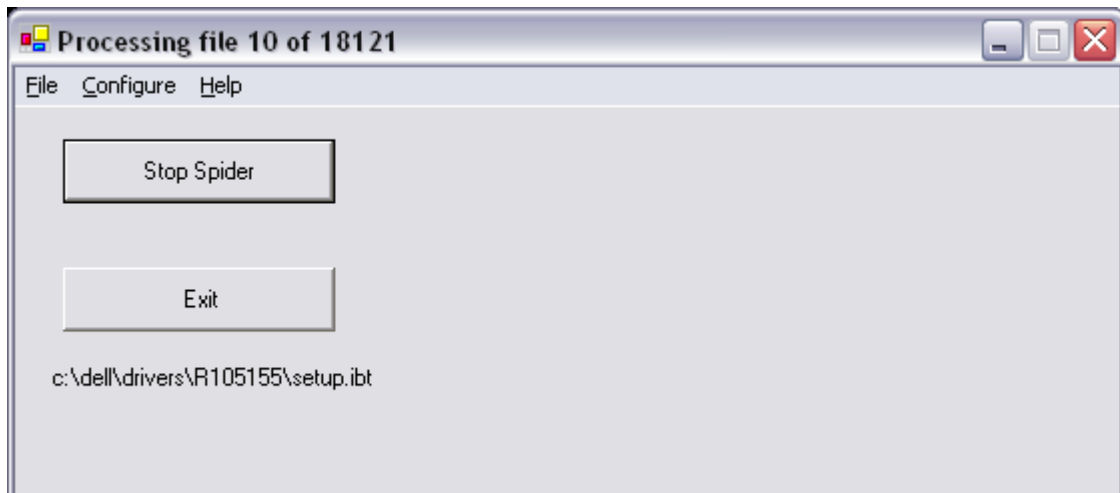 Processing file 10 of 18121
File Configure Help
Stop Spider
Exit
c:\dell\drivers\R105155\setup.ibt